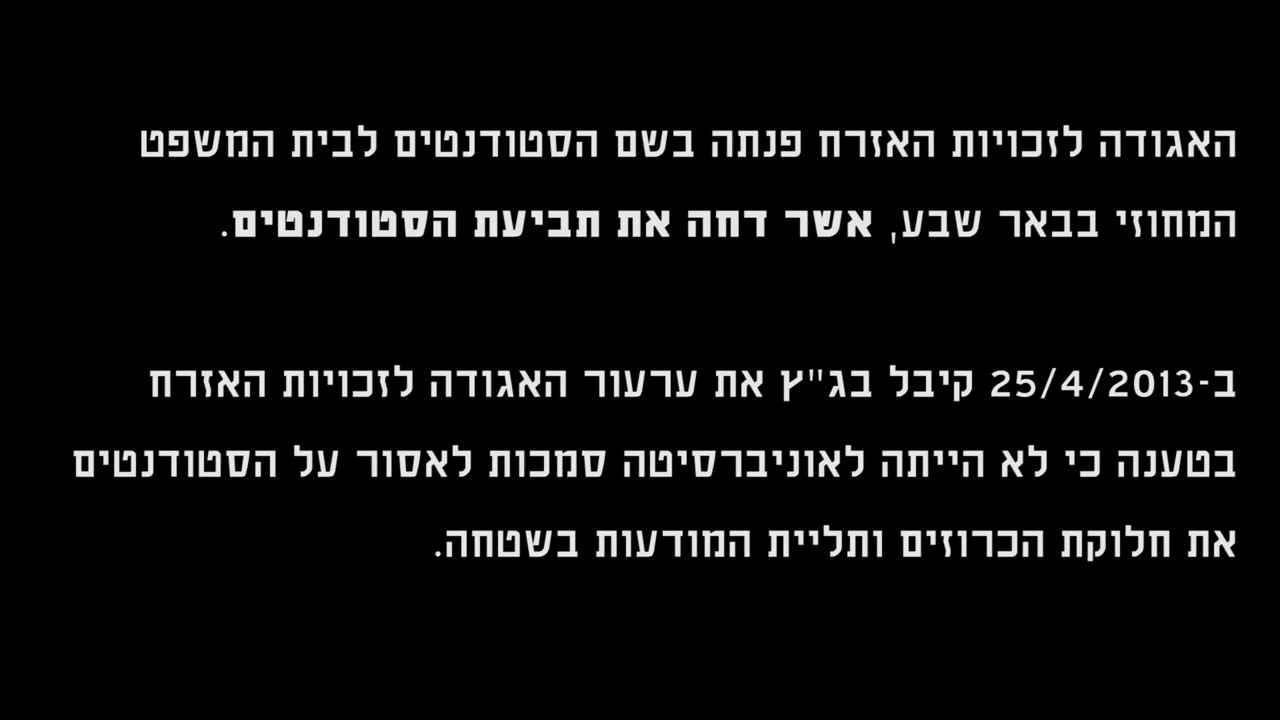 האגודה לזכויות האזרח פנתה בשם הסטודנטים לבית המשפט
המחוזי בבאר שבע, אשר דחה את תביעת הסטודנטים.
ב-25/4/2013 קיבל בג"ץ את ערעור האגודה לזכויות האזרח
בטענה כי לא הייתה לאוניברסיטה סמכות לאסור על הסטודנטים
את חלוקת הכרוזים ותליית המודעות בשטחה.